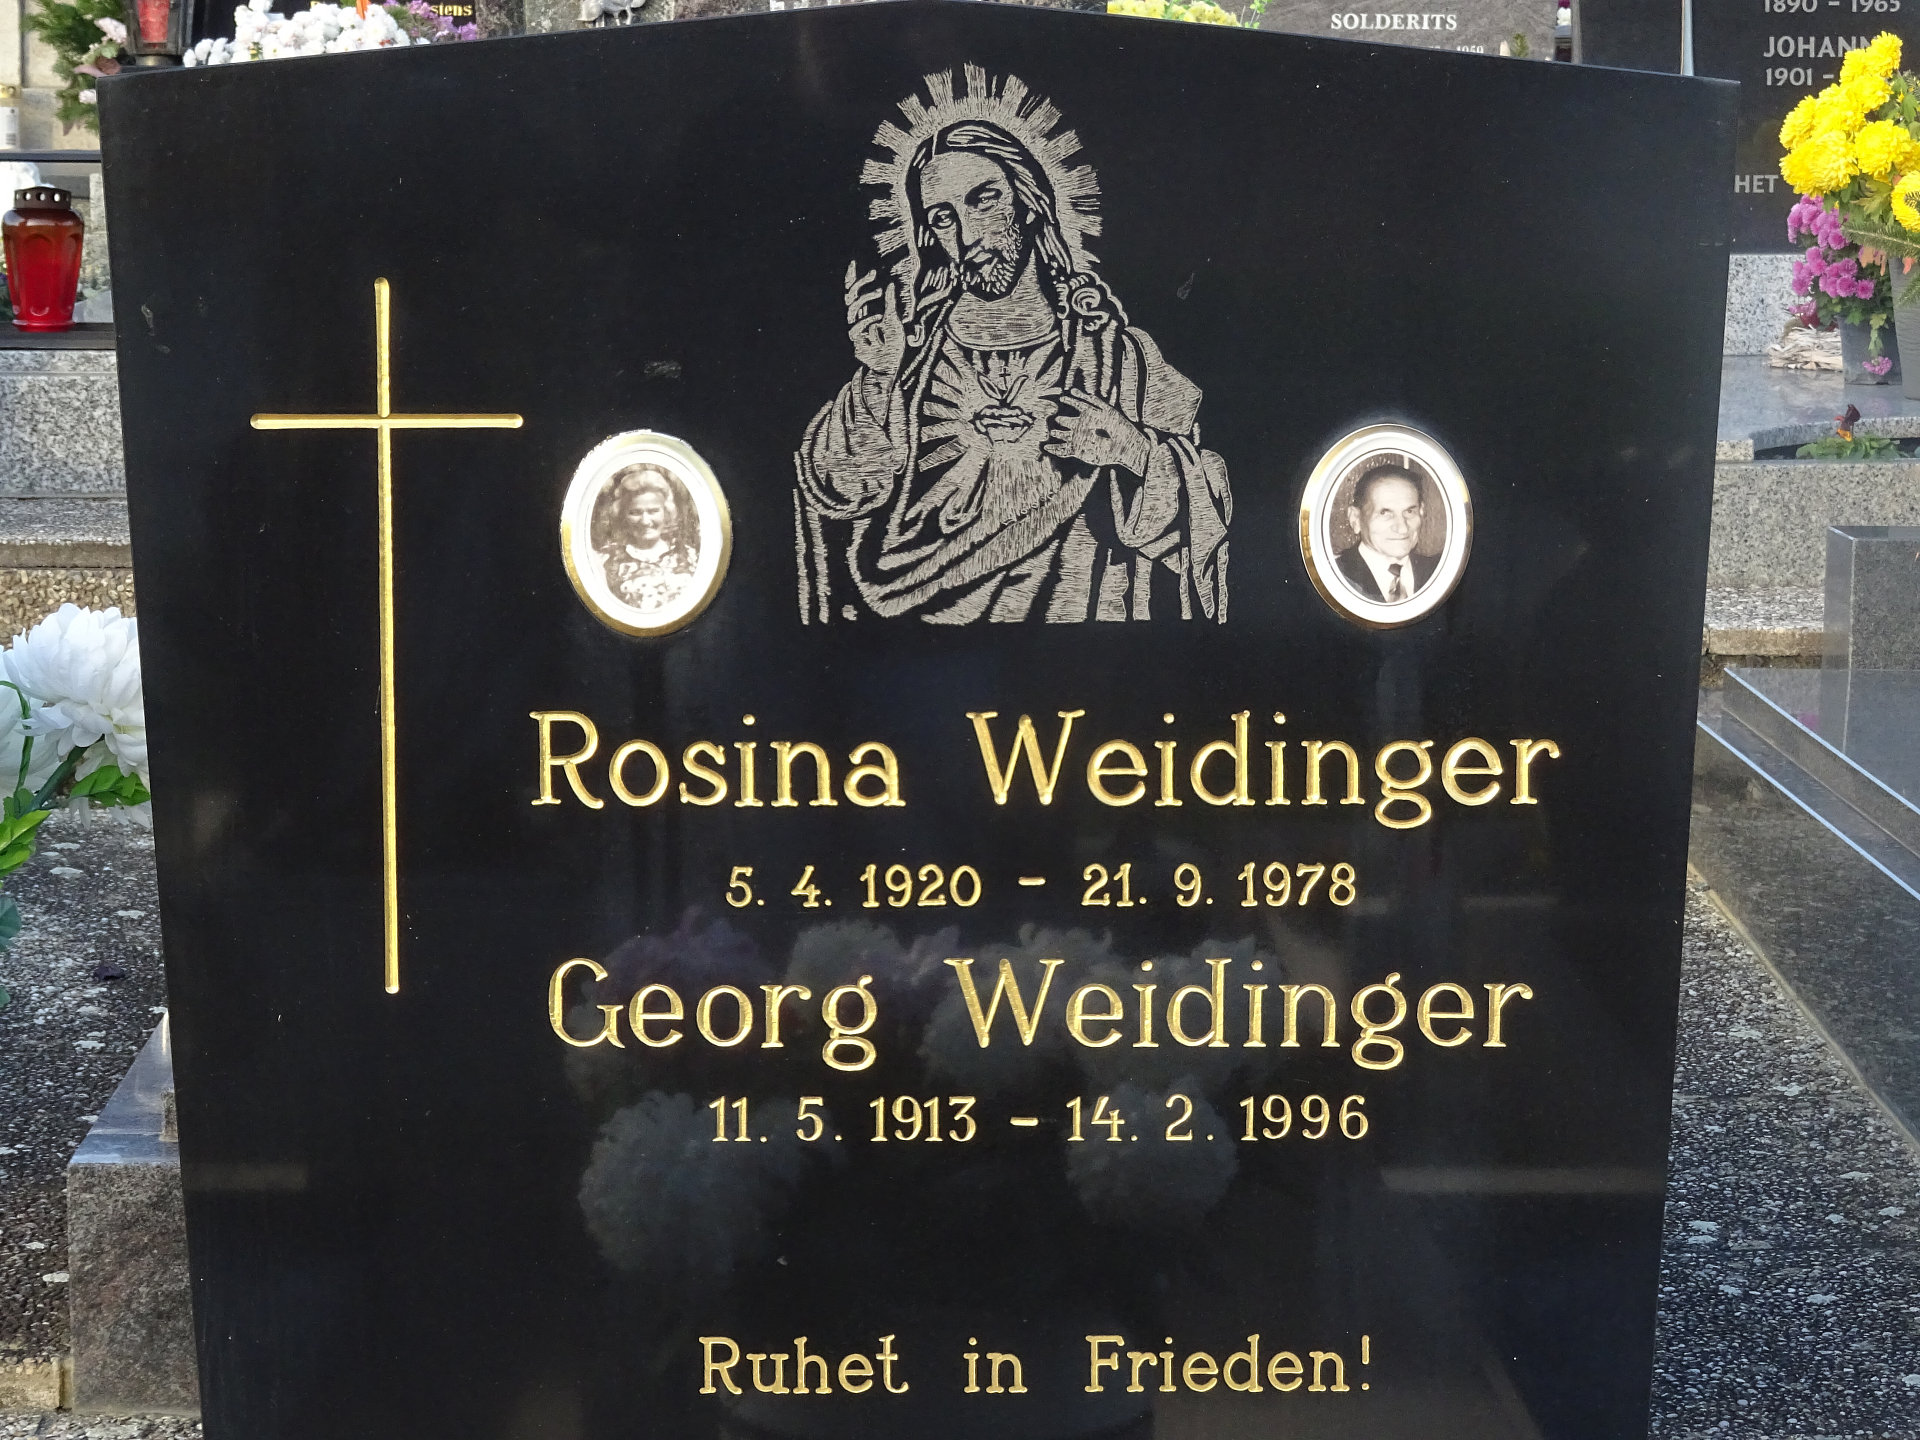 stens
SOLDERITS
1890 - 1965
1901 -
HET
Rosina Weidinger
5. 4. 1920 - 21. 9. 1978
Georg Weidinger
11. 5. 1913 - 14. 2. 1996
Ruhet in Frieden!